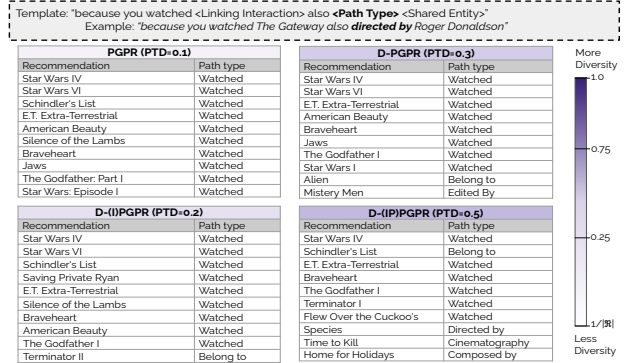 Template: "because you watched <Linking Interaction> also <Path Type> <Shared Entity>"
Example: "because you watched The Gateway also directed by Roger Donaldson"
PGPR (PTD=0.1)
Recommendation Path type
Star Wars IV Watched
Star Wars VI Watched
Schindler's List Watched
E.T. Extra-Terrestrial Watched
American Beauty Watched
Silence of the Lambs Watched
Braveheart Watched
Jaws Watched
The Godfather: Part I Watched
Star Wars: Episode I Watched
D-PGPR (PTD=0.3)
Recommendation Path type
Star Wars IV Watched
Star Wars VI Watched
E.T. Extra-Terrestrial Watched
American Beauty Watched
Braveheart Watched
Jaws Watched
The Godfather I Watched
Star Wars I Watched
Alien Belong to
Mistery Men Edited By
D-(I)PGPR (PTD=0.2)
Recommendation Path type
Star Wars IV Watched
Star Wars VI Watched
Schindler's List Watched
Saving Private Ryan Watched
E.T. Extra-Terrestrial Watched
Silence of the Lambs Watched
Braveheart Watched
American Beauty Watched
The Godfather I Watched
Terminator II Belong to
D-(IP)PGPR (PTD=0.5)
Recommendation Path type
Star Wars IV Watched
Schindler's List Belong to
E.T. Extra-Terrestrial Watched
Braveheart Watched
The Godfather I Watched
Terminator I Watched
Flew Over the Cuckoo's Watched
Species Directed by
Time to Kill Cinematography
Home for Holidays Composed by
More
Diversity
1.0
0.75
0.25
1/|ℜ|
Less
Diversity